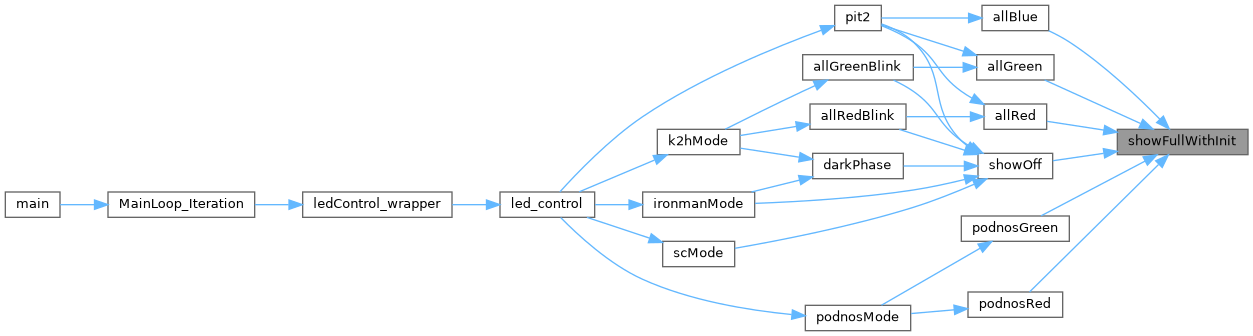 pit2
allBlue
allGreenBlink
allGreen
allRedBlink
allRed
k2hMode
showFullWithInit
darkPhase
showOff
main
MainLoop_Iteration
ledControl_wrapper
led_control
ironmanMode
podnosGreen
scMode
podnosRed
podnosMode